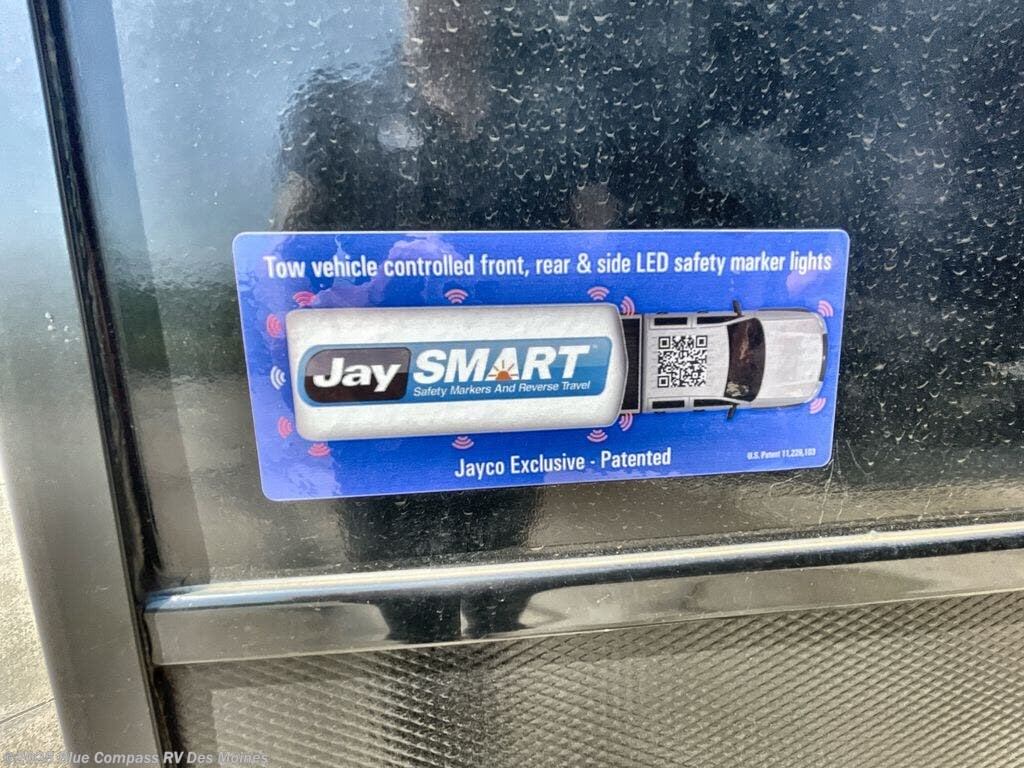 Tow vehicle controlled front, rear & side LED safety marker lights
Jay SMART
Safety Markers And Reverse Travel
Jayco Exclusive - Patented
U.S. Patent 11,229,103
©2025 Blue Compass RV Des Moines